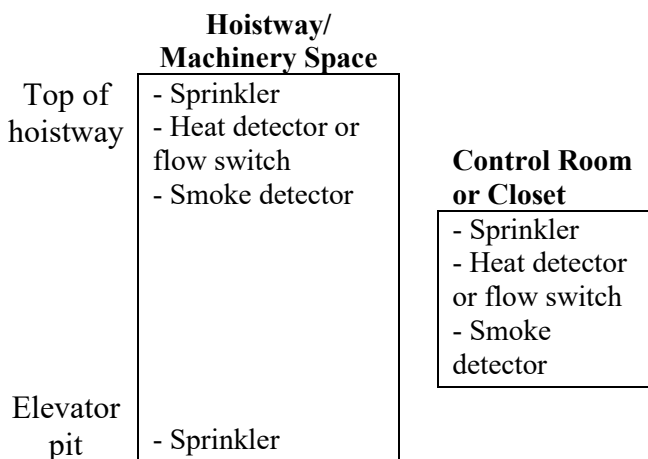 Hoistway/
Machinery Space
Top of
hoistway
- Sprinkler
- Heat detector or
flow switch
- Smoke detector
Control Room
or Closet
- Sprinkler
- Heat detector
or flow switch
- Smoke
detector
Elevator
pit
- Sprinkler